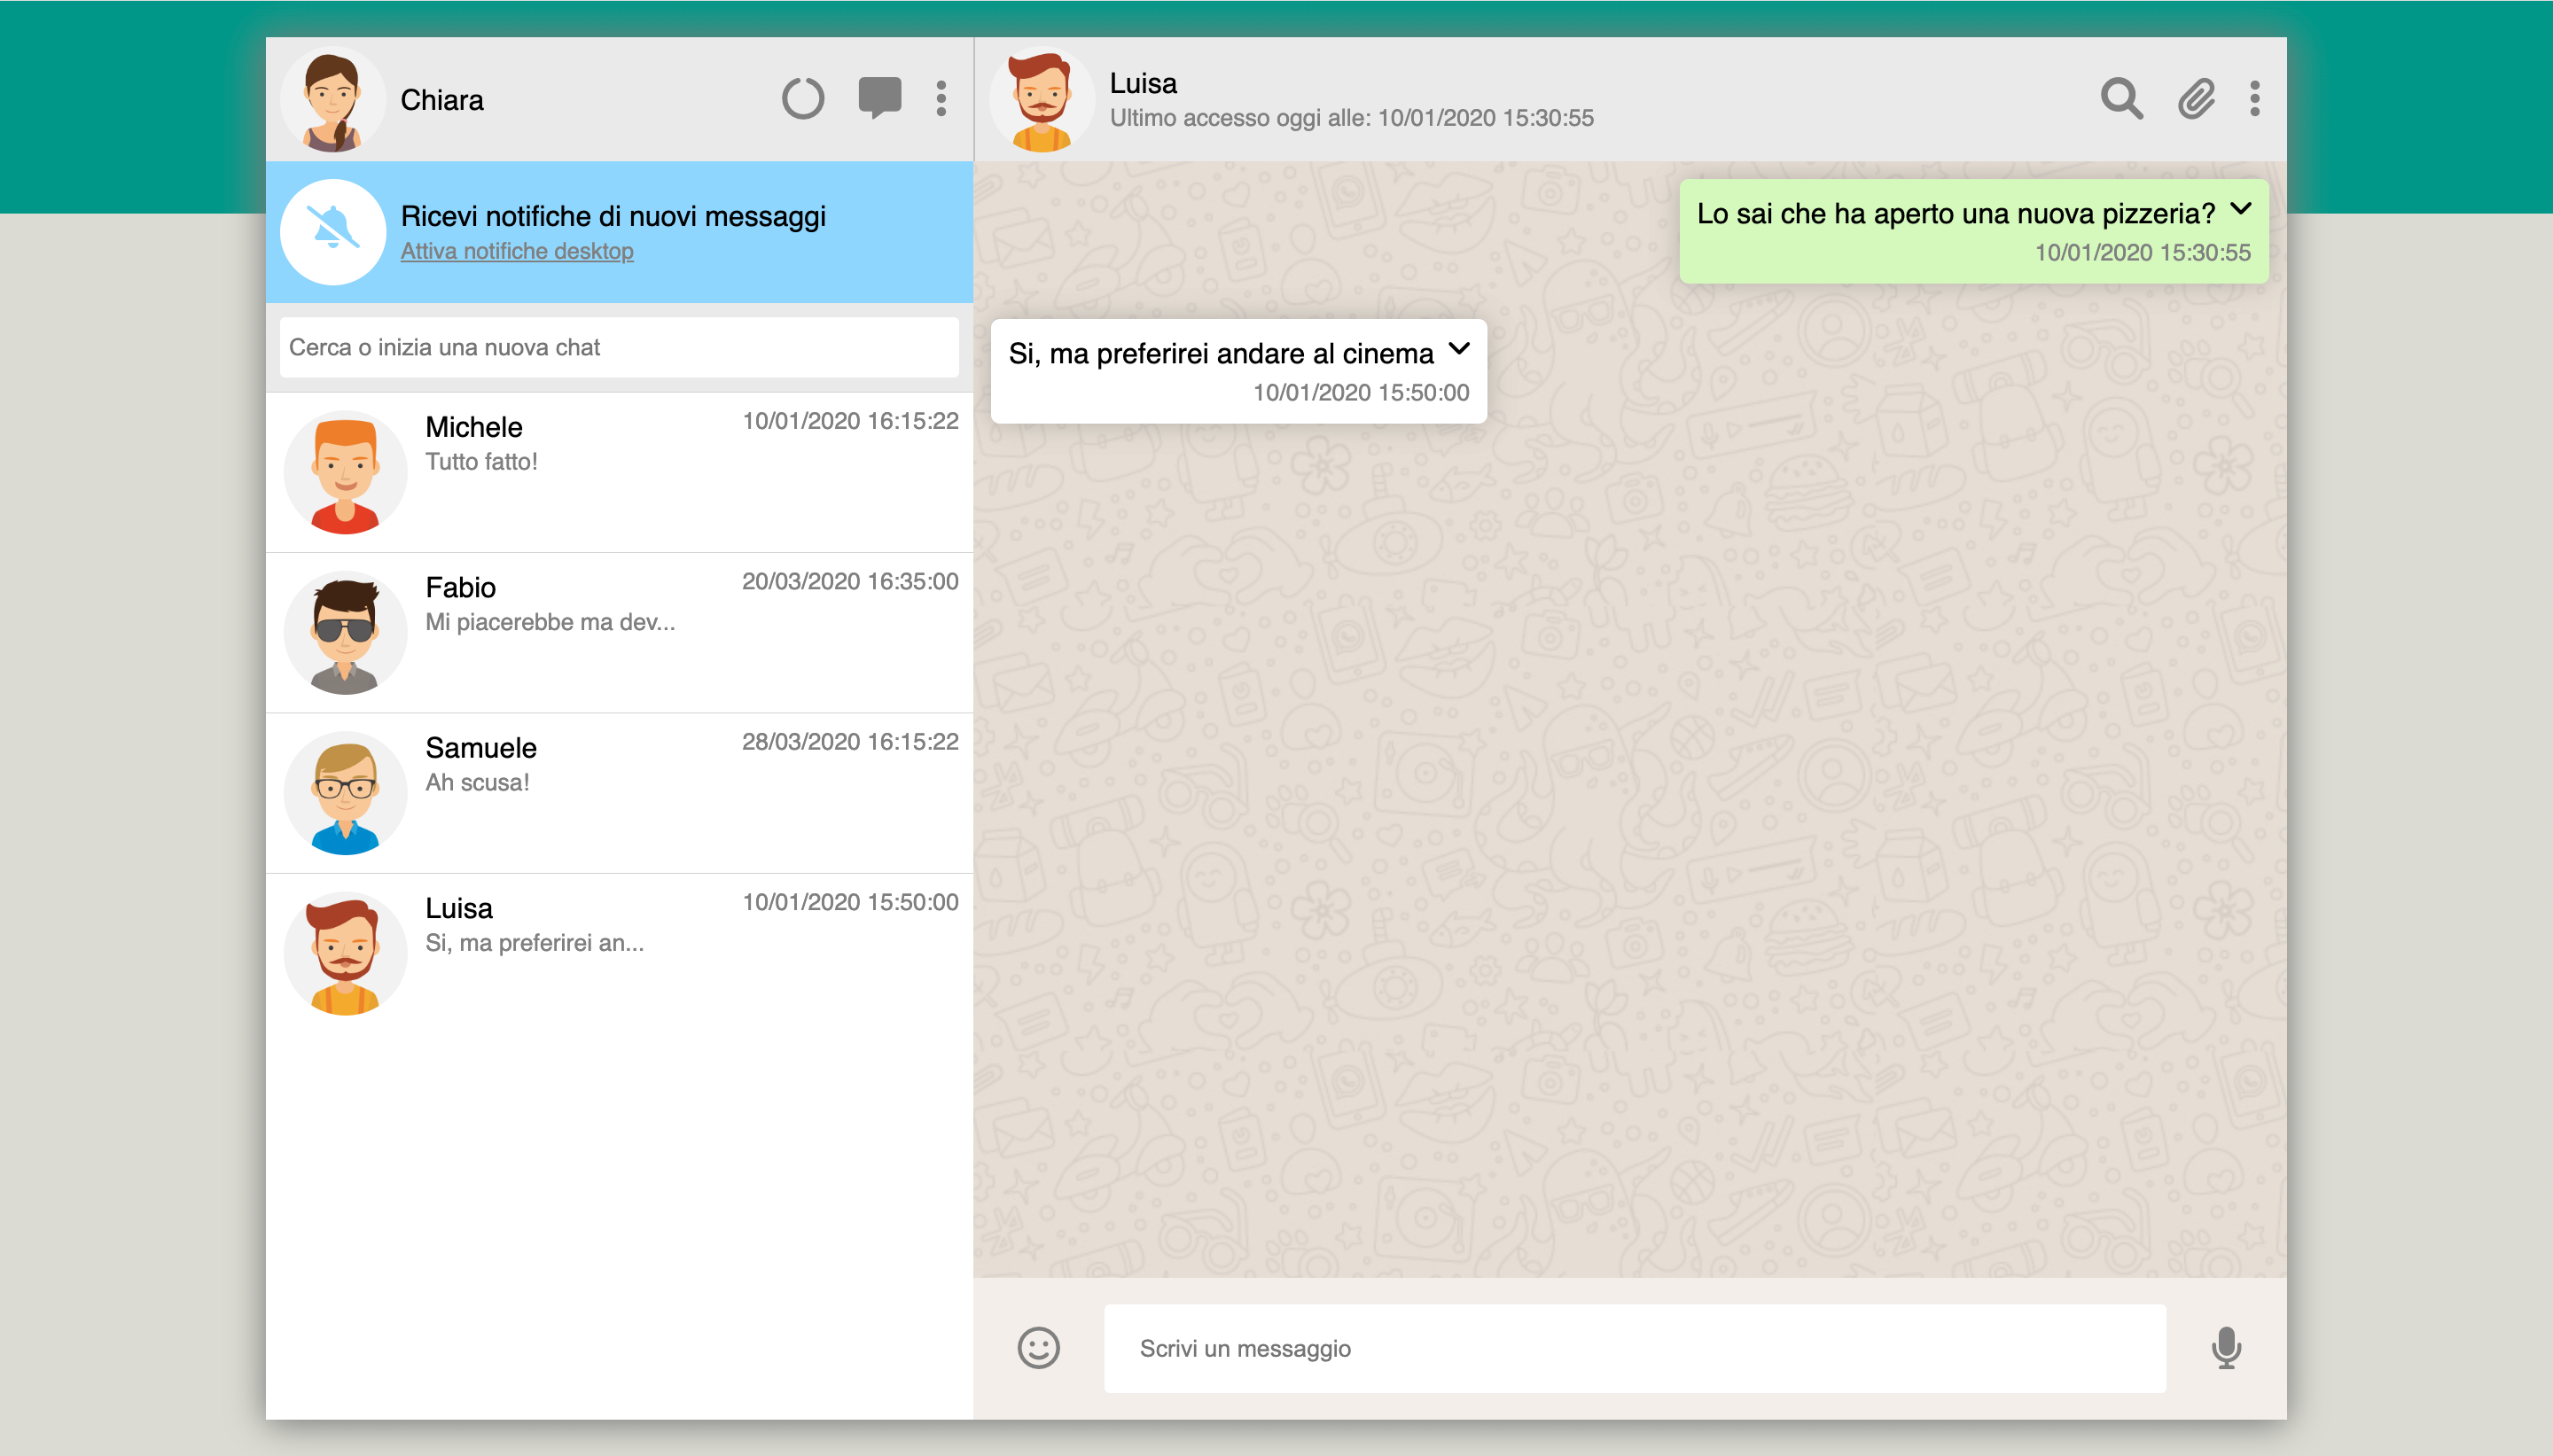 Chiara
Ricevi notifiche di nuovi messaggi
Attiva notifiche desktop
Cerca o inizia una nuova chat
Michele
10/01/2020 16:15:22
Tutto fatto!
Fabio
20/03/2020 16:35:00
Mi piacerebbe ma dev...
Samuele
28/03/2020 16:15:22
Ah scusa!
Luisa
10/01/2020 15:50:00
Si, ma preferirei an...
Luisa
Ultimo accesso oggi alle: 10/01/2020 15:30:55
Lo sai che ha aperto una nuova pizzeria?
10/01/2020 15:30:55
Si, ma preferirei andare al cinema
10/01/2020 15:50:00
Scrivi un messaggio